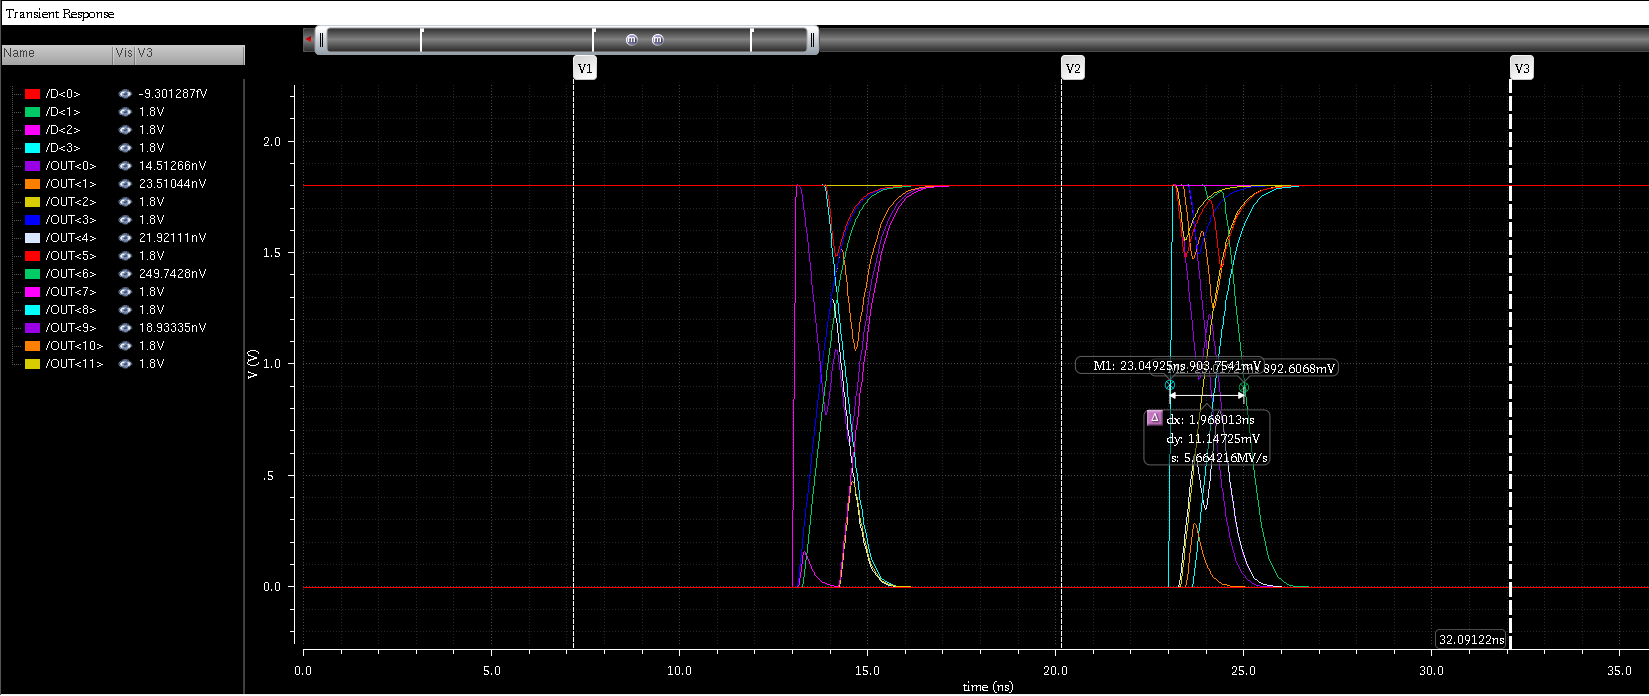 Transient Response
Name Vis V3
/D<0> -9.301287fV
/D<1> 1.8V
/D<2> 1.8V
/D<3> 1.8V
/OUT<0> 14.51266nV
/OUT<1> 23.51044nV
/OUT<2> 1.8V
/OUT<3> 1.8V
/OUT<4> 21.92111nV
/OUT<5> 1.8V
/OUT<6> 249.7428nV
/OUT<7> 1.8V
/OUT<8> 1.8V
/OUT<9> 18.93335nV
/OUT<10> 1.8V
/OUT<11> 1.8V
m m
V1 V2 V3
V (V)
2.0
1.5
1.0
.5
0.0
M1: 23.04925ns 903.7541mV
892.6068mV
Δ dx: 1.968013ns
dy: 11.14725mV
s: 5.664216MV/s
32.09122ns
0.0 5.0 10.0 15.0 20.0 25.0 30.0 35.0
time (ns)